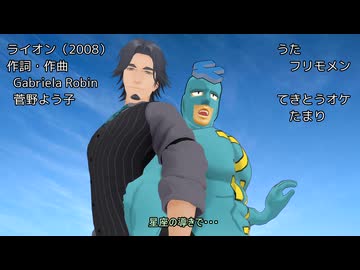 ライオン（2008）
作詞・作曲
Gabriela Robin
菅野よう子
うた
フリモメン
てきとうオケ
たまり
星座の導きで・・・